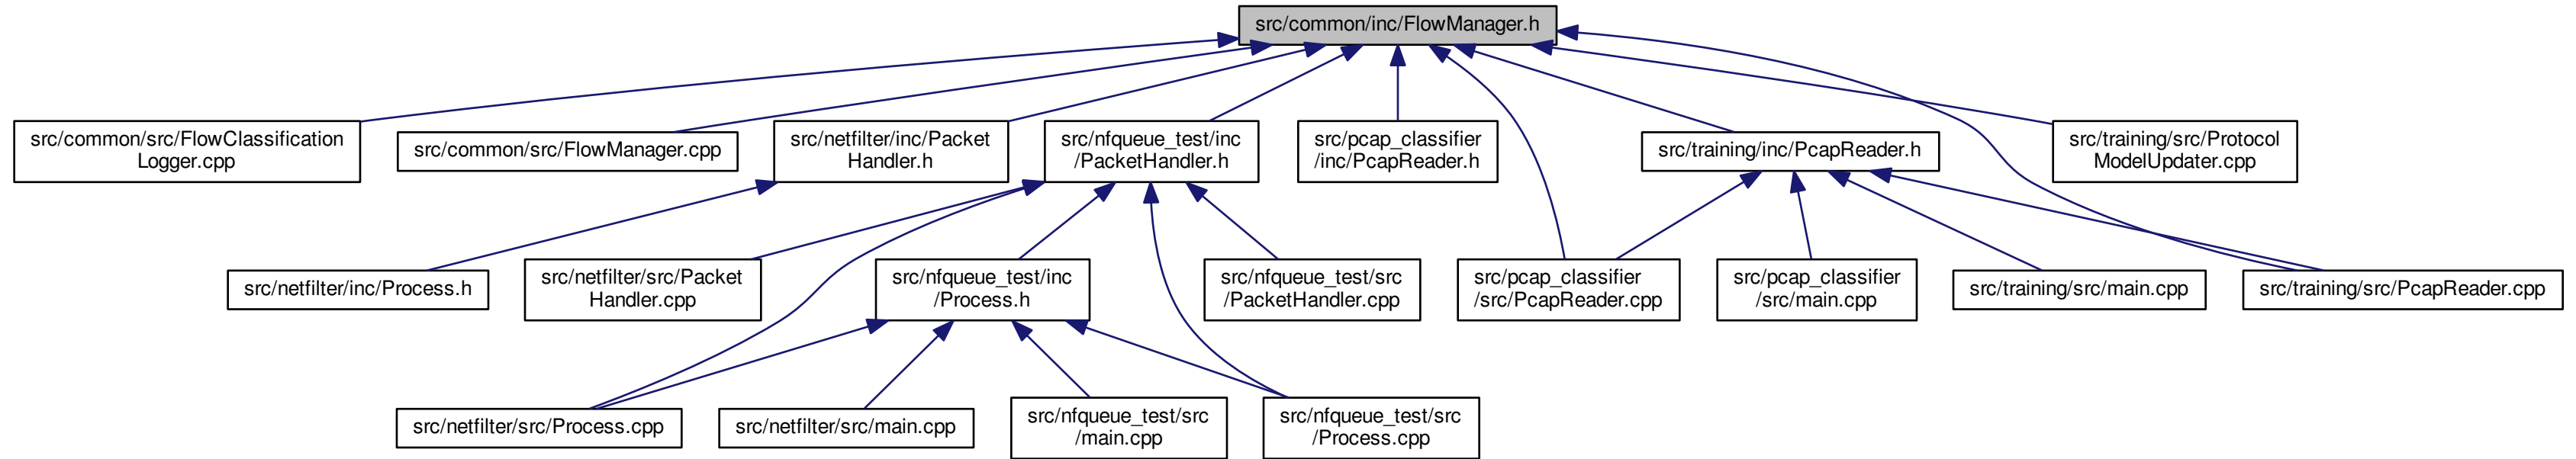 src/common/inc/FlowManager.h
src/common/src/FlowClassification
Logger.cpp
src/common/src/FlowManager.cpp
src/netfilter/inc/Packet
Handler.h
src/nfqueue_test/inc
/PacketHandler.h
src/pcap_classifier
/inc/PcapReader.h
src/training/inc/PcapReader.h
src/training/src/Protocol
ModelUpdater.cpp
src/netfilter/inc/Process.h
src/netfilter/src/Packet
Handler.cpp
src/nfqueue_test/inc
/Process.h
src/nfqueue_test/src
/PacketHandler.cpp
src/pcap_classifier
/src/PcapReader.cpp
src/pcap_classifier
/src/main.cpp
src/training/src/main.cpp
src/training/src/PcapReader.cpp
src/netfilter/src/Process.cpp
src/netfilter/src/main.cpp
src/nfqueue_test/src
/main.cpp
src/nfqueue_test/src
/Process.cpp